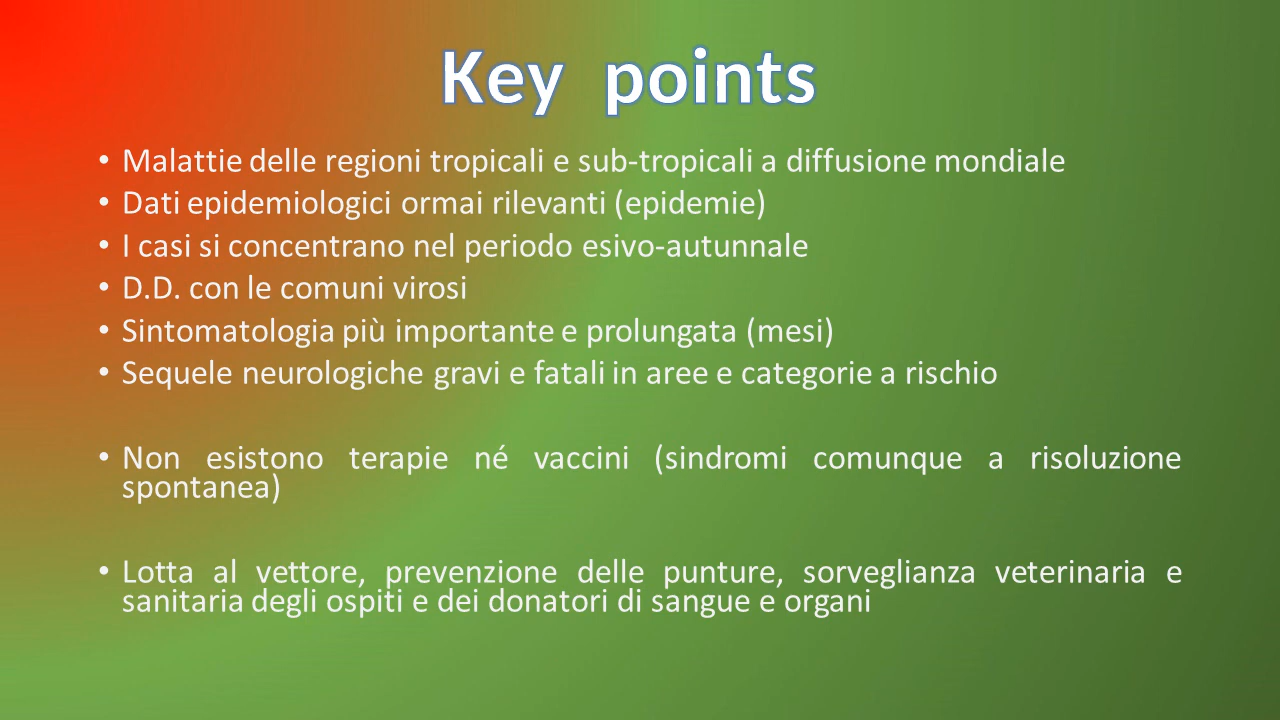 Key points
• Malattie delle regioni tropicali e sub-tropicali a diffusione mondiale
• Dati epidemiologici ormai rilevanti (epidemie)
• I casi si concentrano nel periodo esivo-autunnale
• D.D. con le comuni virosi
• Sintomatologia più importante e prolungata (mesi)
• Sequele neurologiche gravi e fatali in aree e categorie a rischio
• Non esistono terapie né vaccini (sindromi comunque a risoluzione
spontanea)
• Lotta al vettore, prevenzione delle punture, sorveglianza veterinaria e
sanitaria degli ospiti e dei donatori di sangue e organi